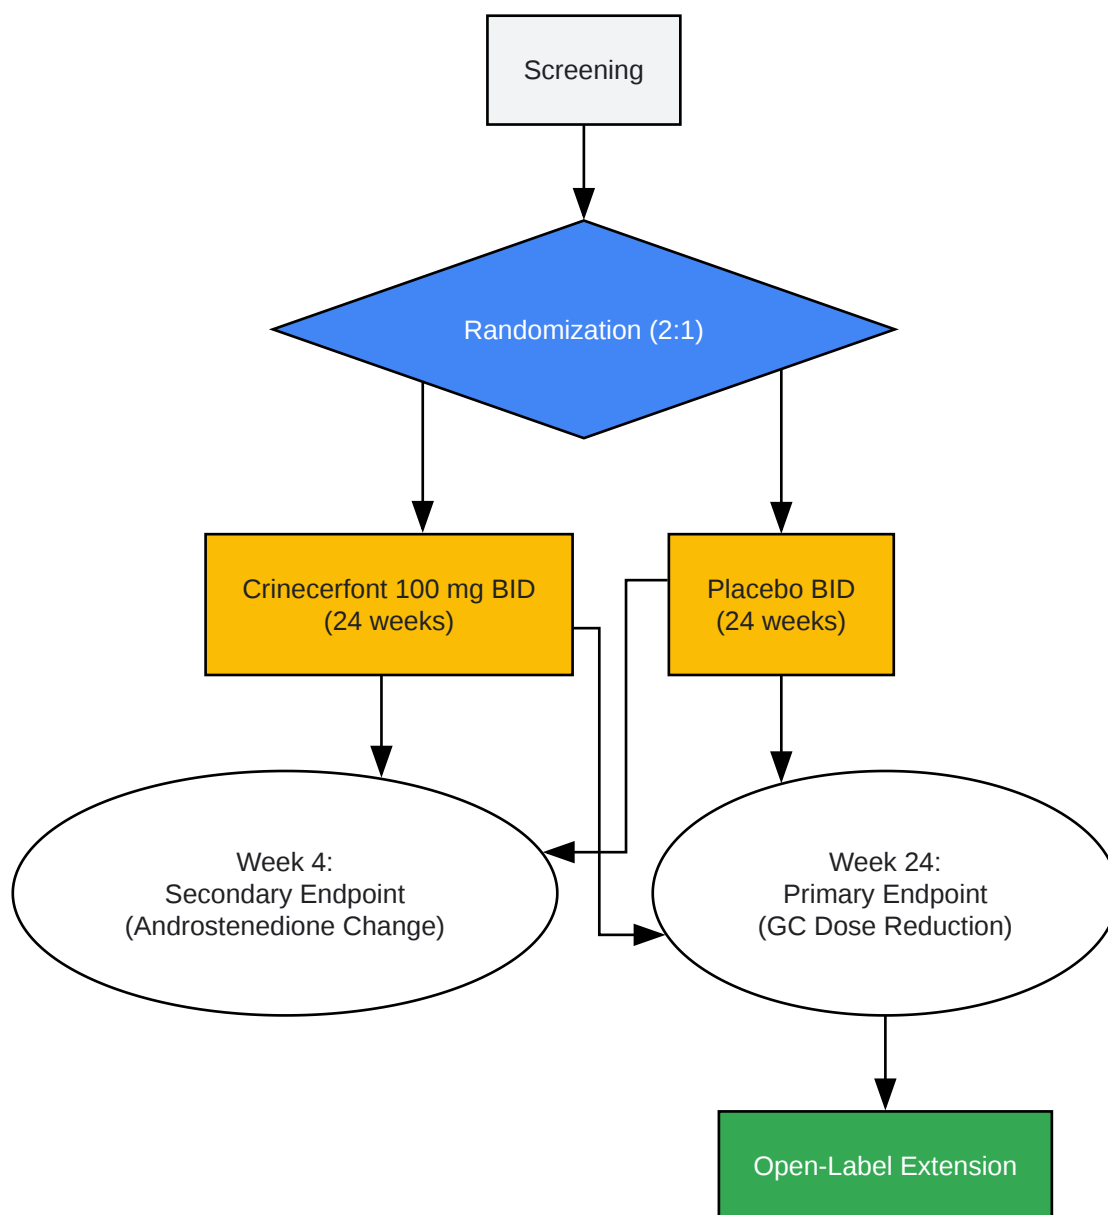 Screening
Randomization (2:1)
Crinecerfont 100 mg BID
(24 weeks)
Placebo BID
(24 weeks)
Week 4:
Secondary Endpoint
(Androstenedione Change)
Week 24:
Primary Endpoint
(GC Dose Reduction)
Open-Label Extension